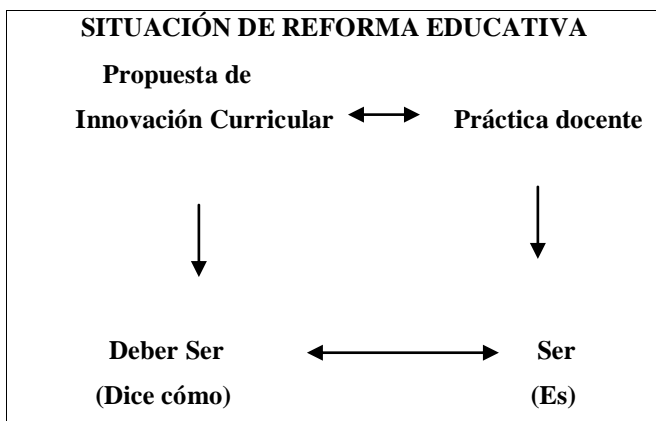 SITUACIÓN DE REFORMA EDUCATIVA
Propuesta de
Innovación Curricular Práctica docente
Deber Ser Ser
(Dice cómo) (Es)